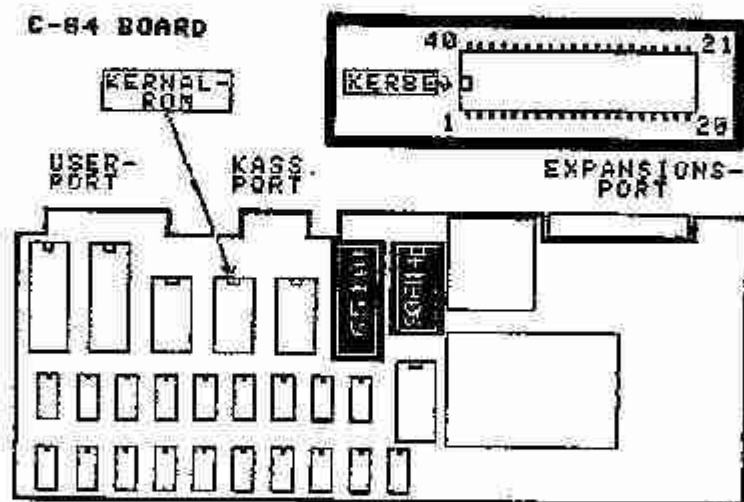 C-64 BOARD
40
21
KERBE
1
20
KERNAL-
ROM
USER-
PORT
KASS.
PORT
EXPANSIONS-
PORT